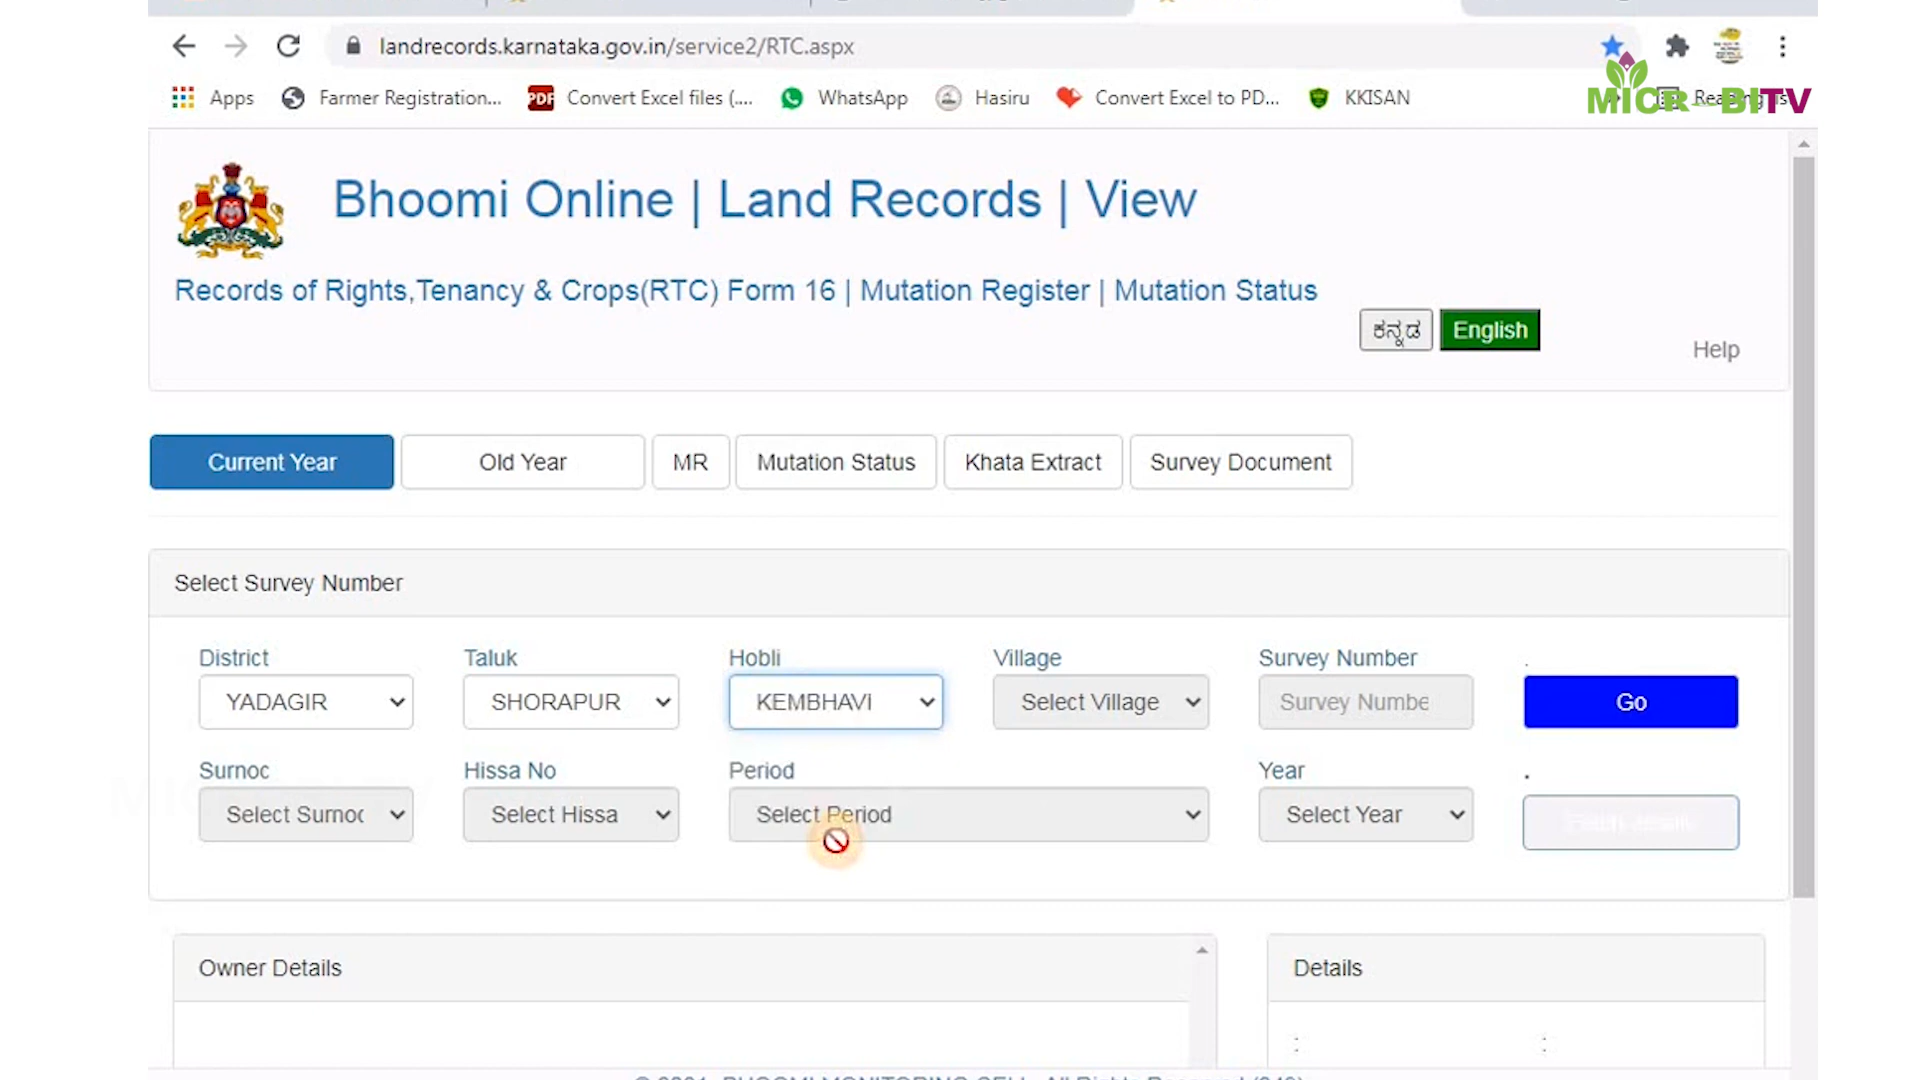 landrecords.karnataka.gov.in/service2/RTC.aspx
Apps Farmer Registration... PDF Convert Excel files (.... WhatsApp Hasiru Convert Excel to PD... KKISAN
MICR BITV
Bhoomi Online | Land Records | View
Records of Rights,Tenancy & Crops(RTC) Form 16 | Mutation Register | Mutation Status
ಕನ್ನಡ English
Help
Current Year Old Year MR Mutation Status Khata Extract Survey Document
Select Survey Number
District Taluk Hobli Village Survey Number .
YADAGIR SHORAPUR KEMBHAVI Select Village Survey Numbe Go
Surnoc Hissa No Period Year .
Select Surnoc Select Hissa Select Period Select Year
Owner Details Details
: :